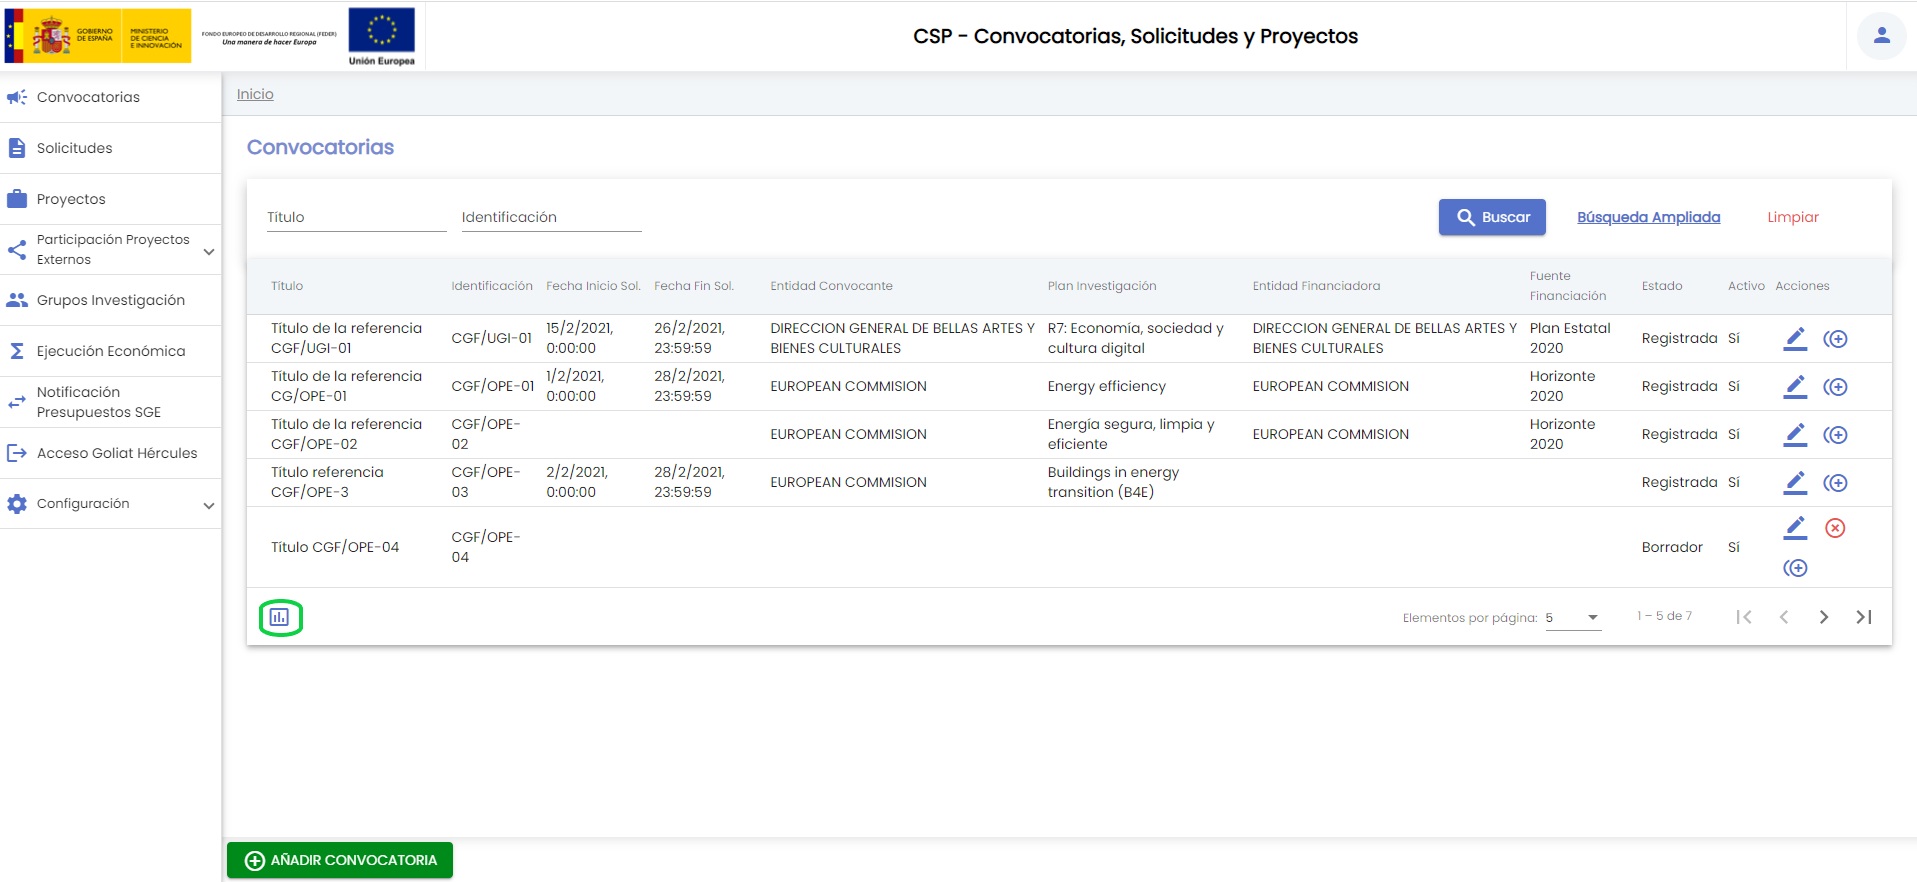 GOBIERNO
DE ESPAÑA
MINISTERIO
DE CIENCIA
E INNOVACIÓN
FONDO EUROPEO DE DESARROLLO REGIONAL (FEDER)
Una manera de hacer Europa
Unión Europea
CSP - Convocatorias, Solicitudes y Proyectos
Convocatorias
Solicitudes
Proyectos
Participación Proyectos
Externos
Grupos Investigación
Ejecución Económica
Notificación
Presupuestos SGE
Acceso Goliat Hércules
Configuración
Inicio
Convocatorias
Título Identificación Buscar Búsqueda Ampliada Limpiar
Título Identificación Fecha Inicio Sol. Fecha Fin Sol. Entidad Convocante Plan Investigación Entidad Financiadora Fuente Estado Activo Acciones
Financiación
Título de la referencia CGF/UGI-01 15/2/2021, 26/2/2021, DIRECCION GENERAL DE BELLAS ARTES Y R7: Economía, sociedad y DIRECCION GENERAL DE BELLAS ARTES Y Plan Estatal Registrada Sí
CGF/UGI-01 0:00:00 23:59:59 BIENES CULTURALES cultura digital BIENES CULTURALES 2020
Título de la referencia CGF/OPE-01 1/2/2021, 28/2/2021, EUROPEAN COMMISION Energy efficiency EUROPEAN COMMISION Horizonte Registrada Sí
CG/OPE-01 0:00:00 23:59:59 2020
Título de la referencia CGF/OPE- EUROPEAN COMMISION Energía segura, limpia y EUROPEAN COMMISION Horizonte Registrada Sí
CGF/OPE-02 02 eficiente 2020
Título referencia CGF/OPE- 2/2/2021, 28/2/2021, EUROPEAN COMMISION Buildings in energy Registrada Sí
CGF/OPE-3 03 0:00:00 23:59:59 transition (B4E)
Título CGF/OPE-04 CGF/OPE- Borrador Sí
04
Elementos por página: 5 1 – 5 de 7
AÑADIR CONVOCATORIA